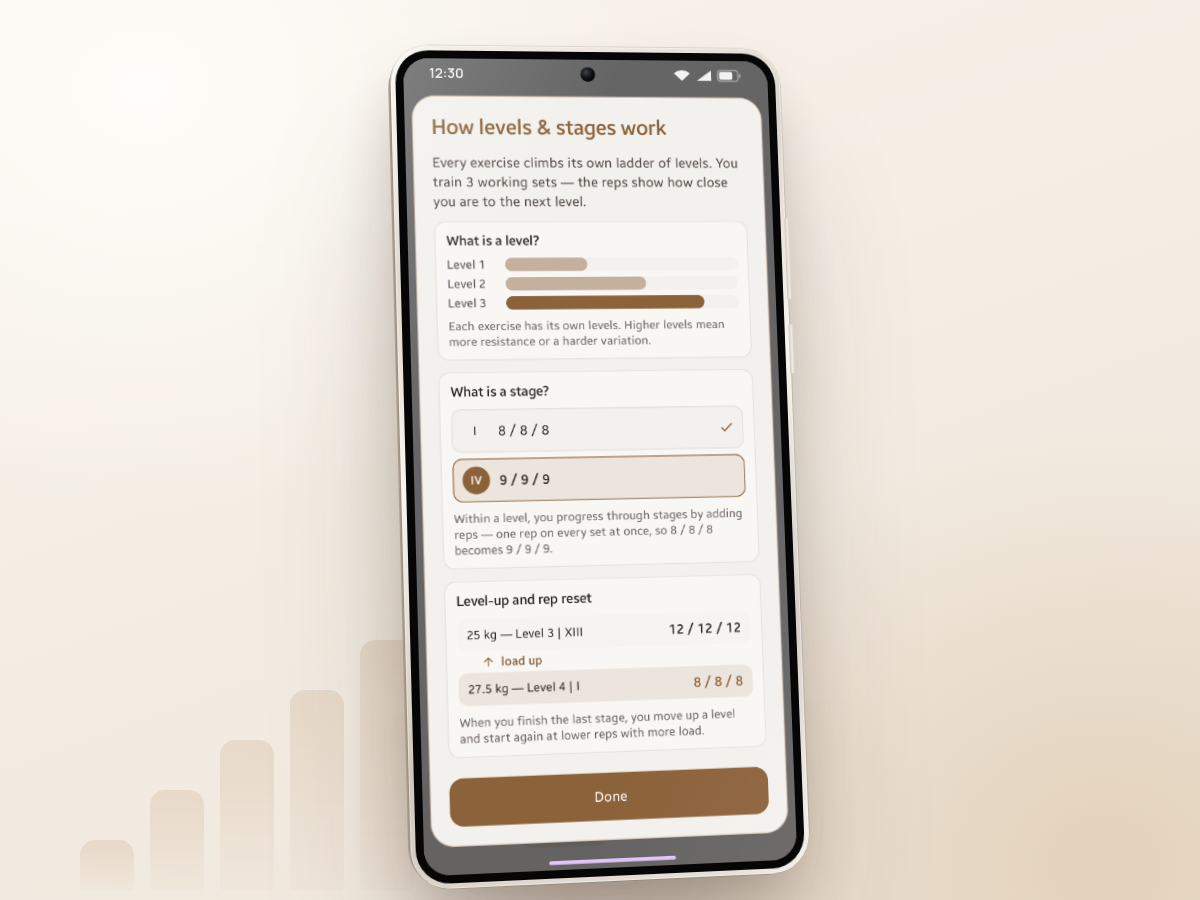 12:30
How levels & stages work
Every exercise climbs its own ladder of levels. You
train 3 working sets — the reps show how close
you are to the next level.
What is a level?
Level 1
Level 2
Level 3
Each exercise has its own levels. Higher levels mean
more resistance or a harder variation.
What is a stage?
I 8 / 8 / 8
IV 9 / 9 / 9
Within a level, you progress through stages by adding
reps — one rep on every set at once, so 8 / 8 / 8
becomes 9 / 9 / 9.
Level-up and rep reset
25 kg — Level 3 | XIII 12 / 12 / 12
↑ load up
27.5 kg — Level 4 | I 8 / 8 / 8
When you finish the last stage, you move up a level
and start again at lower reps with more load.
Done